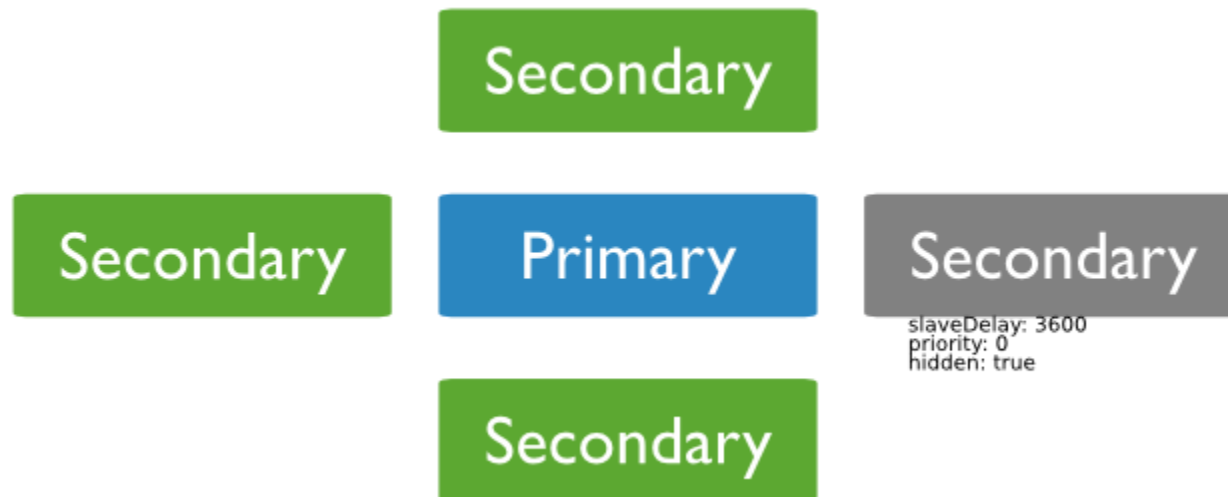 Secondary
Secondary
Primary
Secondary
slaveDelay: 3600
priority: 0
hidden: true
Secondary